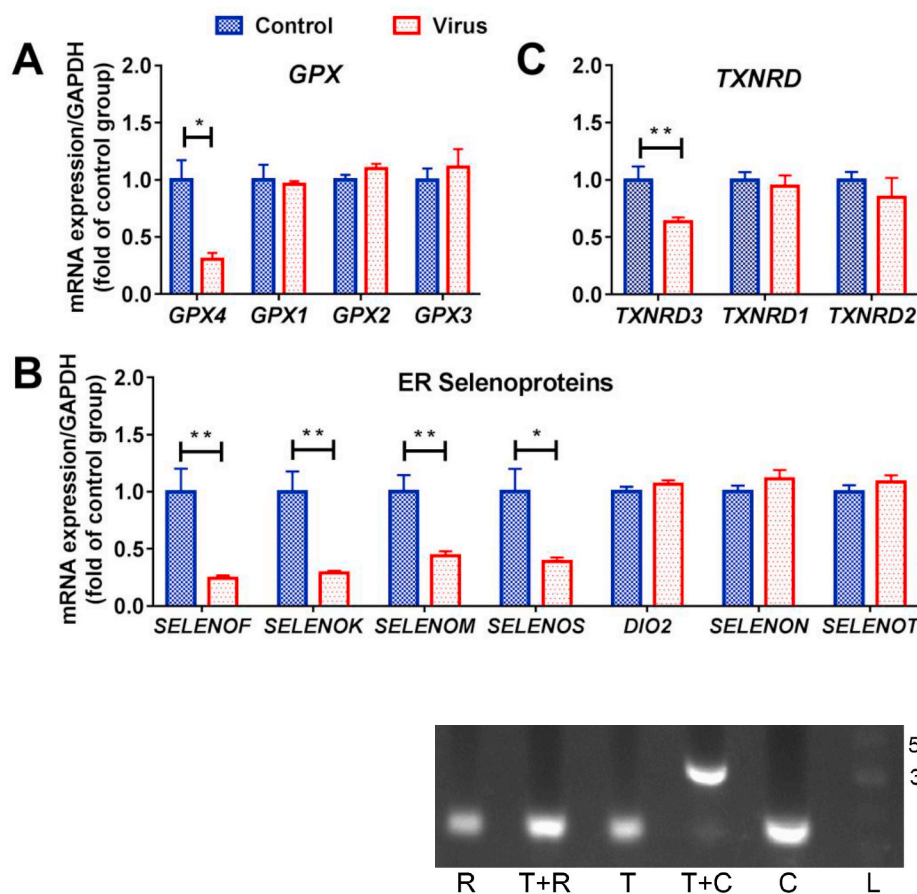 Control Virus
A
GPX
mRNA expression/GAPDH
(fold of control group)
2.0
1.5
1.0
0.5
0.0
*
GPX4 GPX1 GPX2 GPX3
C
TXNRD
2.0
1.5
1.0
0.5
0.0
**
TXNRD3 TXNRD1 TXNRD2
B
ER Selenoproteins
mRNA expression/GAPDH
(fold of control group)
2.0
1.5
1.0
0.5
0.0
** ** ** *
SELENOF SELENOK SELENOM SELENOS DIO2 SELENON SELENOT
5
3
R T+R T T+C C L